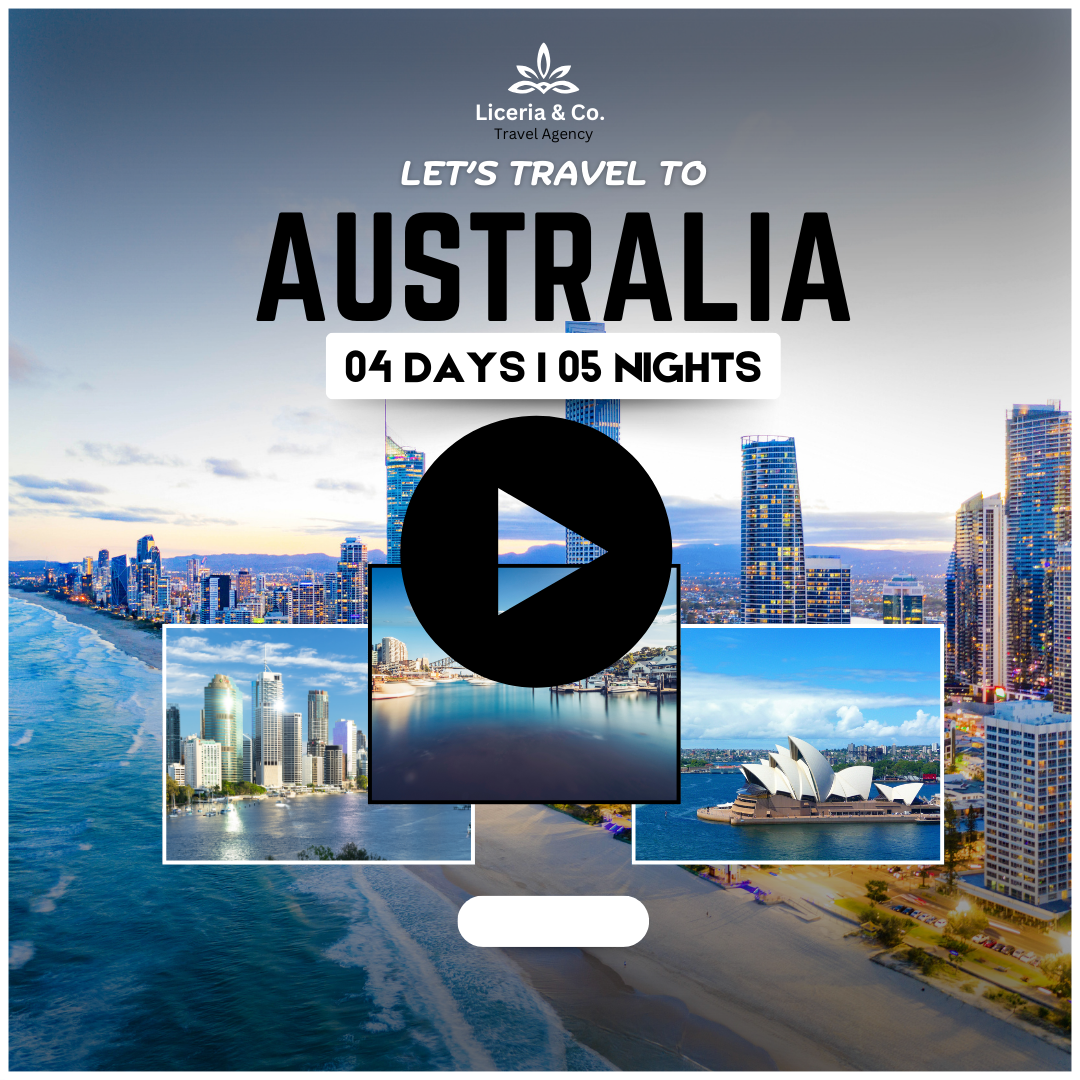 Liceria & Co.
Travel Agency
LET'S TRAVEL TO
AUSTRALIA
04 DAYS I 05 NIGHTS